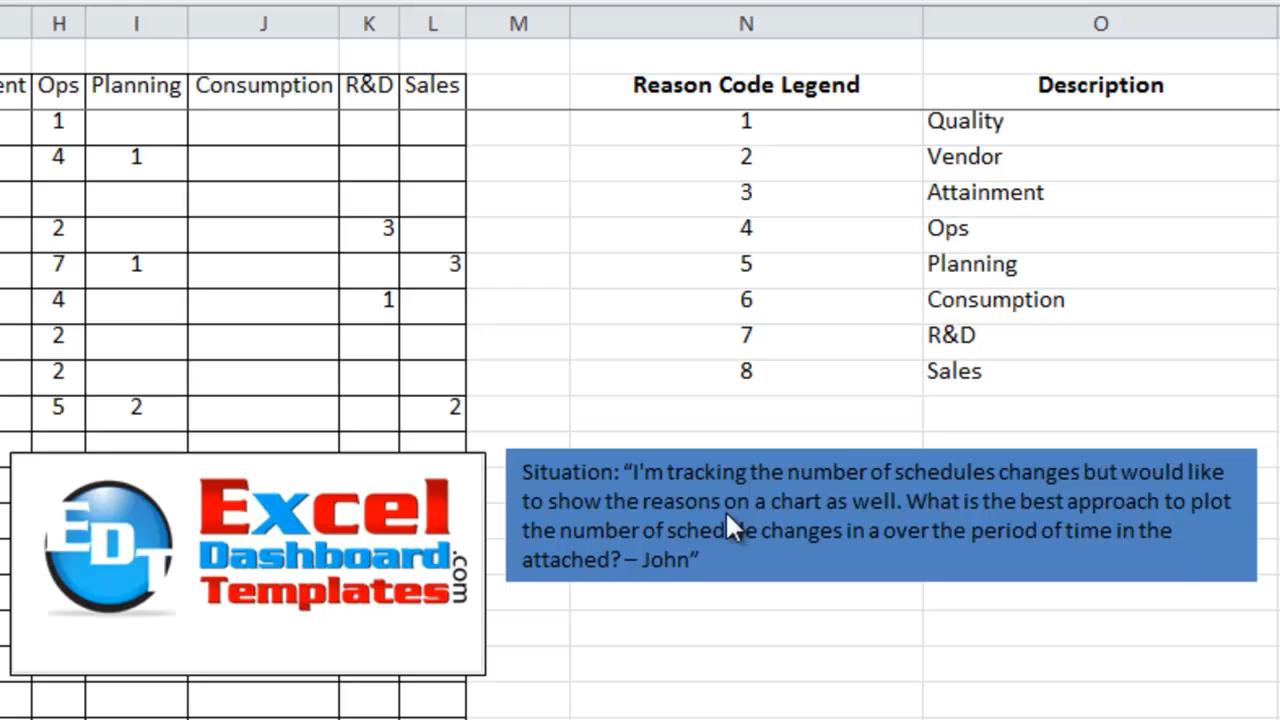 H I J K L M N O
ent Ops Planning Consumption R&D Sales Reason Code Legend Description
1 1 Quality
4 1 2 Vendor
3 Attainment
2 3 4 Ops
7 1 3 5 Planning
4 1 6 Consumption
2 7 R&D
2 8 Sales
5 2 2
EDT
Excel
Dashboard
Templates
.com
Situation: “I'm tracking the number of schedules changes but would like
to show the reasons on a chart as well. What is the best approach to plot
the number of schedule changes in a over the period of time in the
attached? – John”